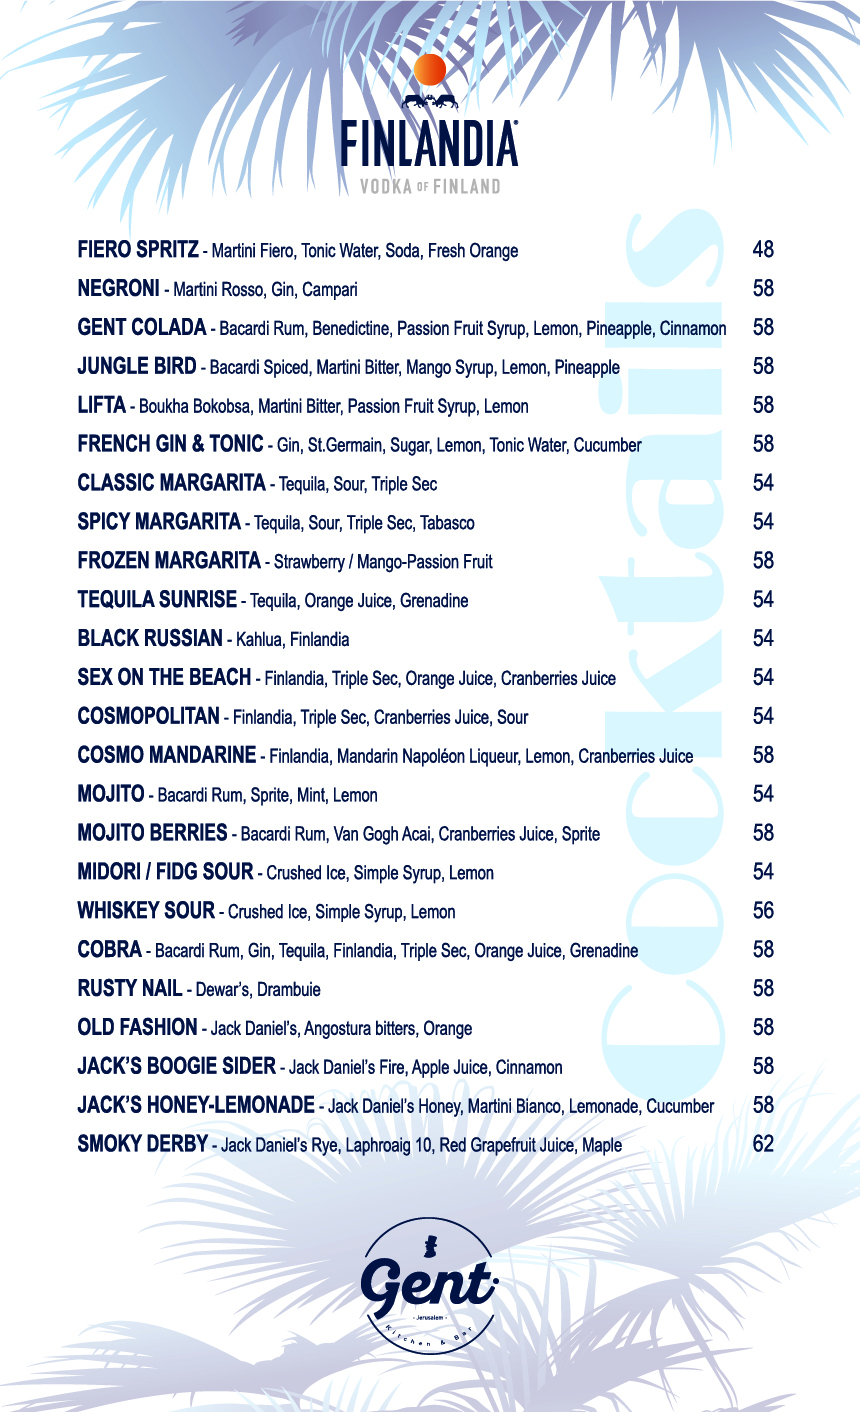 FINLANDIA®
VODKA OF FINLAND
Cocktails
FIERO SPRITZ - Martini Fiero, Tonic Water, Soda, Fresh Orange 48
NEGRONI - Martini Rosso, Gin, Campari 58
GENT COLADA - Bacardi Rum, Benedictine, Passion Fruit Syrup, Lemon, Pineapple, Cinnamon 58
JUNGLE BIRD - Bacardi Spiced, Martini Bitter, Mango Syrup, Lemon, Pineapple 58
LIFTA - Boukha Bokobsa, Martini Bitter, Passion Fruit Syrup, Lemon 58
FRENCH GIN & TONIC - Gin, St.Germain, Sugar, Lemon, Tonic Water, Cucumber 58
CLASSIC MARGARITA - Tequila, Sour, Triple Sec 54
SPICY MARGARITA - Tequila, Sour, Triple Sec, Tabasco 54
FROZEN MARGARITA - Strawberry / Mango-Passion Fruit 58
TEQUILA SUNRISE - Tequila, Orange Juice, Grenadine 54
BLACK RUSSIAN - Kahlua, Finlandia 54
SEX ON THE BEACH - Finlandia, Triple Sec, Orange Juice, Cranberries Juice 54
COSMOPOLITAN - Finlandia, Triple Sec, Cranberries Juice, Sour 54
COSMO MANDARINE - Finlandia, Mandarin Napoléon Liqueur, Lemon, Cranberries Juice 58
MOJITO - Bacardi Rum, Sprite, Mint, Lemon 54
MOJITO BERRIES - Bacardi Rum, Van Gogh Acai, Cranberries Juice, Sprite 58
MIDORI / FIDG SOUR - Crushed Ice, Simple Syrup, Lemon 54
WHISKEY SOUR - Crushed Ice, Simple Syrup, Lemon 56
COBRA - Bacardi Rum, Gin, Tequila, Finlandia, Triple Sec, Orange Juice, Grenadine 58
RUSTY NAIL - Dewar’s, Drambuie 58
OLD FASHION - Jack Daniel’s, Angostura bitters, Orange 58
JACK’S BOOGIE SIDER - Jack Daniel’s Fire, Apple Juice, Cinnamon 58
JACK’S HONEY-LEMONADE - Jack Daniel’s Honey, Martini Bianco, Lemonade, Cucumber 58
SMOKY DERBY - Jack Daniel’s Rye, Laphroaig 10, Red Grapefruit Juice, Maple 62
Gent
- Jerusalem -
Kitchen & Bar